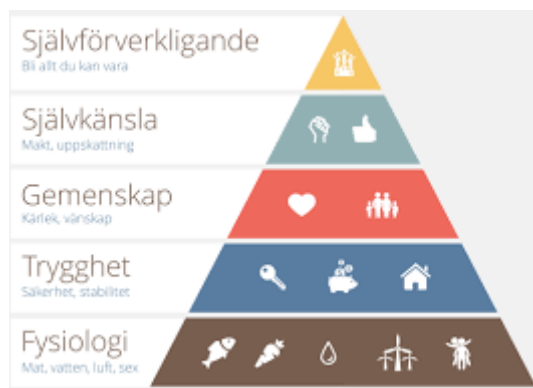 Självförverkligande
Bli allt du kan vara
Självkänsla
Makt, uppskattning
Gemenskap
Kärlek, vänskap
Trygghet
Säkerhet, stabilitet
Fysiologi
Mat, vatten, luft, sex